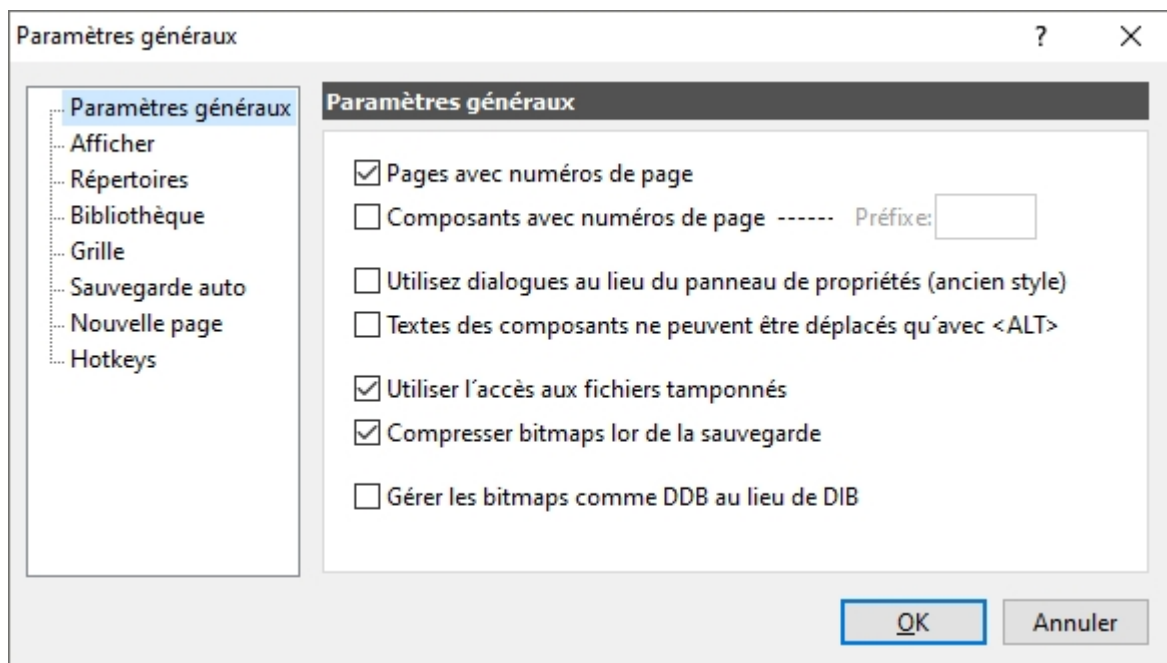 Paramètres généraux ?
Paramètres généraux
Afficher
Répertoires
Bibliothèque
Grille
Sauvegarde auto
Nouvelle page
Hotkeys
Paramètres généraux
Pages avec numéros de page
Composants avec numéros de page ------ Préfixe:
Utilisez dialogues au lieu du panneau de propriétés (ancien style)
Textes des composants ne peuvent être déplacés qu´avec <ALT>
Utiliser l´accès aux fichiers tamponnés
Compresser bitmaps lor de la sauvegarde
Gérer les bitmaps comme DDB au lieu de DIB
OK Annuler